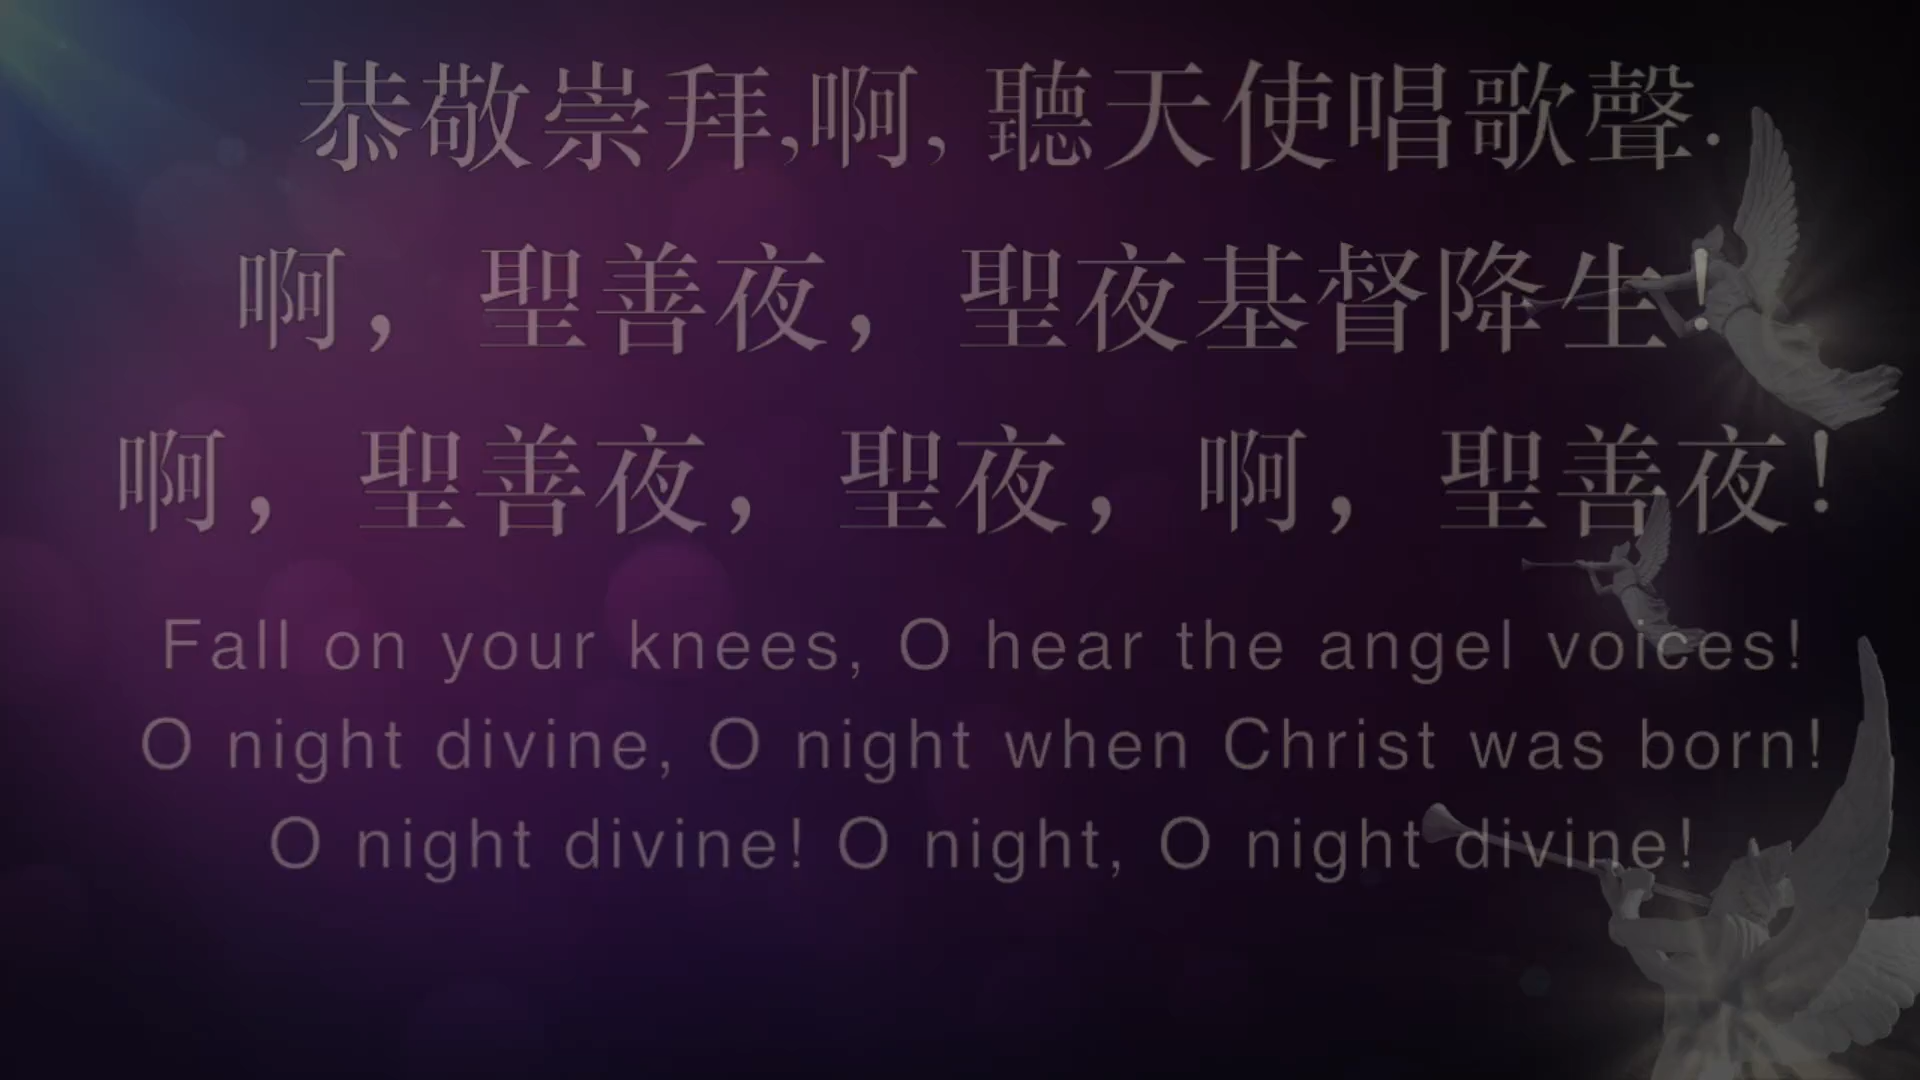 恭敬崇拜,啊, 聽天使唱歌聲.
啊，聖善夜，聖夜基督降生！
啊，聖善夜，聖夜，啊，聖善夜！
Fall on your knees, O hear the angel voices!
O night divine, O night when Christ was born!
O night divine! O night, O night divine!